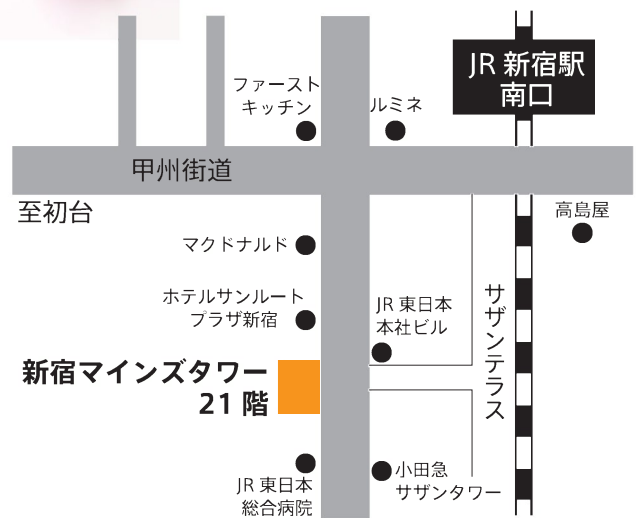 JR 新宿駅
南口
ファースト
キッチン
ルミネ
甲州街道
至初台
高島屋
マクドナルド
ホテルサンルート
プラザ新宿
JR 東日本
本社ビル
サザンテラス
新宿マインズタワー
21 階
小田急
サザンタワー
JR 東日本
総合病院